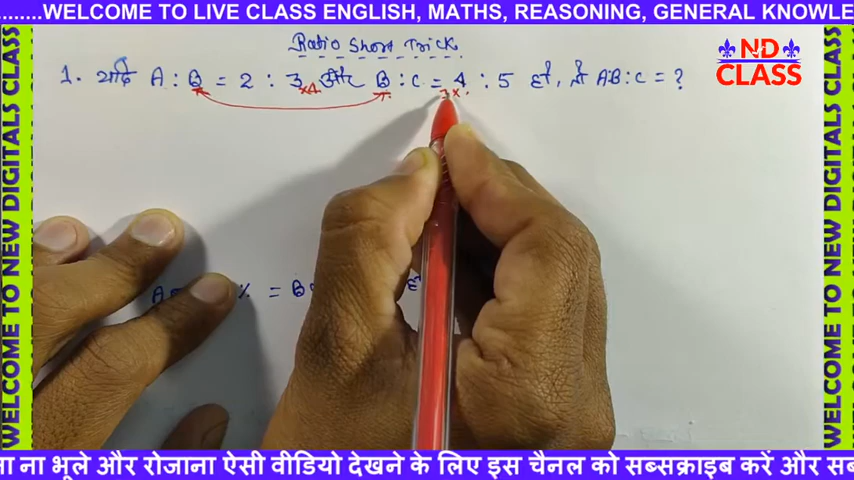 ........WELCOME TO LIVE CLASS ENGLISH, MATHS, REASONING, GENERAL KNOWLE
Ratio Short Trick
ND
CLASS
1. यदि A : B = 2 : 3 और B : C = 4 : 5 है, तो A:B:C = ?
×4 3×
= B
है
WELCOME TO NEW DIGITALS CLASS
WELCOME TO NEW DIGITALS CLASS
ना ना भूले और रोजाना ऐसी वीडियो देखने के लिए इस चैनल को सब्सक्राइब करें और सब